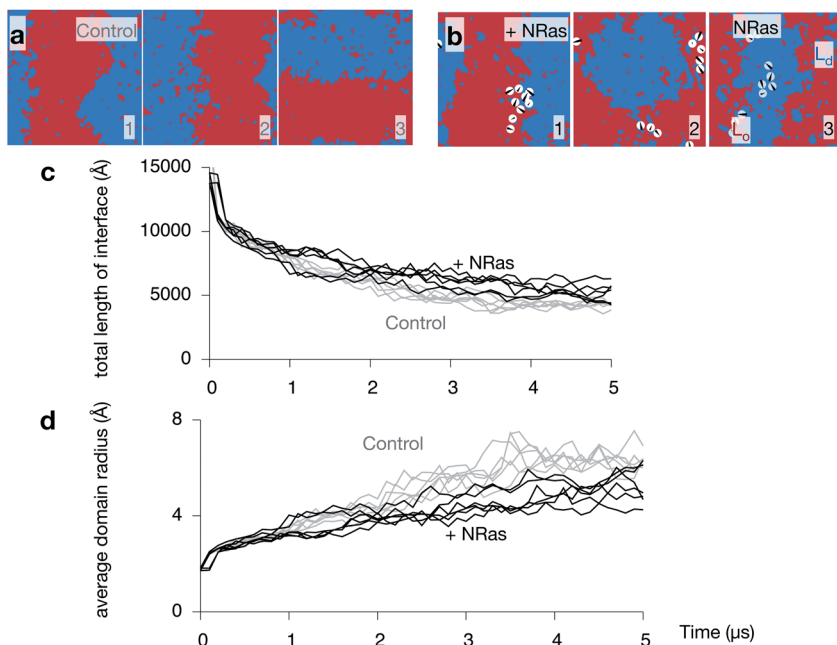 a
Control
1
2
3
b
+ NRas
NRas
Ld
Lo
1
2
3
c
total length of interface (Å)
15000
10000
5000
0
+ NRas
Control
0 1 2 3 4 5
d
average domain radius (Å)
8
4
0
Control
+ NRas
0 1 2 3 4 5
Time (µs)